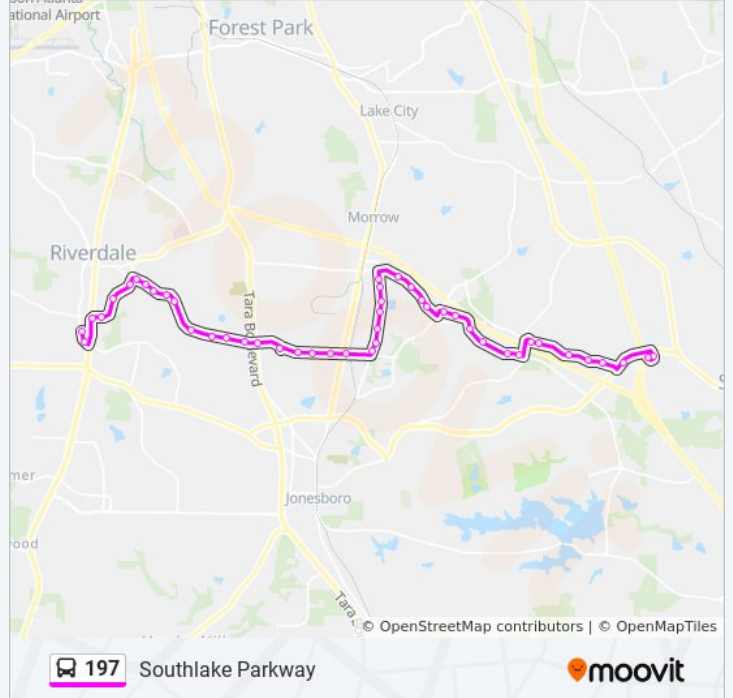 ational Airport
Forest Park
Lake City
Morrow
Riverdale
Tara Boulevard
mer
Jonesboro
ood
Tara
© OpenStreetMap contributors | © OpenMapTiles
197 Southlake Parkway
moovit